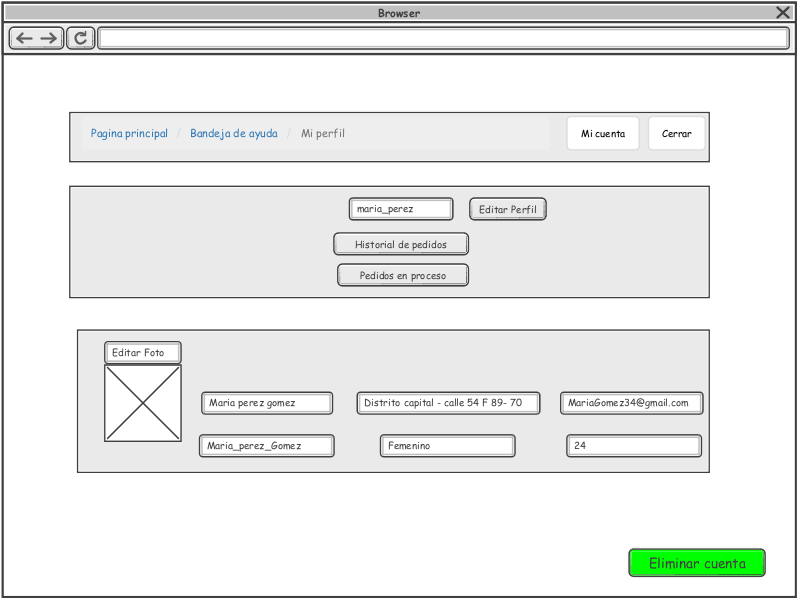 Browser
Pagina principal / Bandeja de ayuda / Mi perfil
Mi cuenta
Cerrar
maria_perez
Editar Perfil
Historial de pedidos
Pedidos en proceso
Editar Foto
Maria perez gomez
Distrito capital - calle 54 F 89- 70
MariaGomez34@gmail.com
Maria_perez_Gomez
Femenino
24
Eliminar cuenta